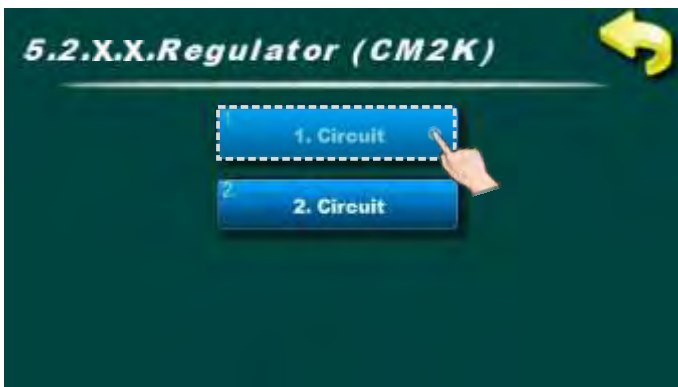 5.2.X.X.Regulator (CM2K)
1.
1. Circuit
2.
2. Circuit